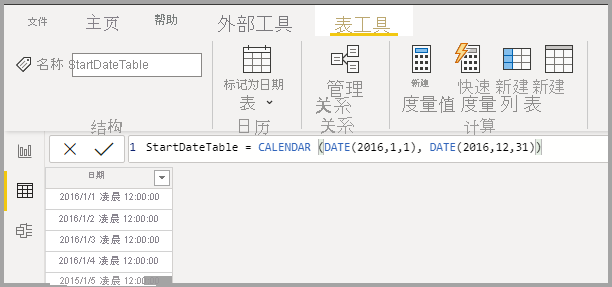 文件 主页 帮助 外部工具 表工具
名称 StartDateTable
标记为日期
表
管理
关系
新建
度量值
快速
度量
新建
列
新建
表
结构 日历 关系 计算
1 StartDateTable = CALENDAR (DATE(2016,1,1), DATE(2016,12,31))
日期
2016/1/1 凌晨 12:00:00
2016/1/2 凌晨 12:00:00
2016/1/3 凌晨 12:00:00
2016/1/4 凌晨 12:00:00
2015/1/5 凌晨 12:00:00